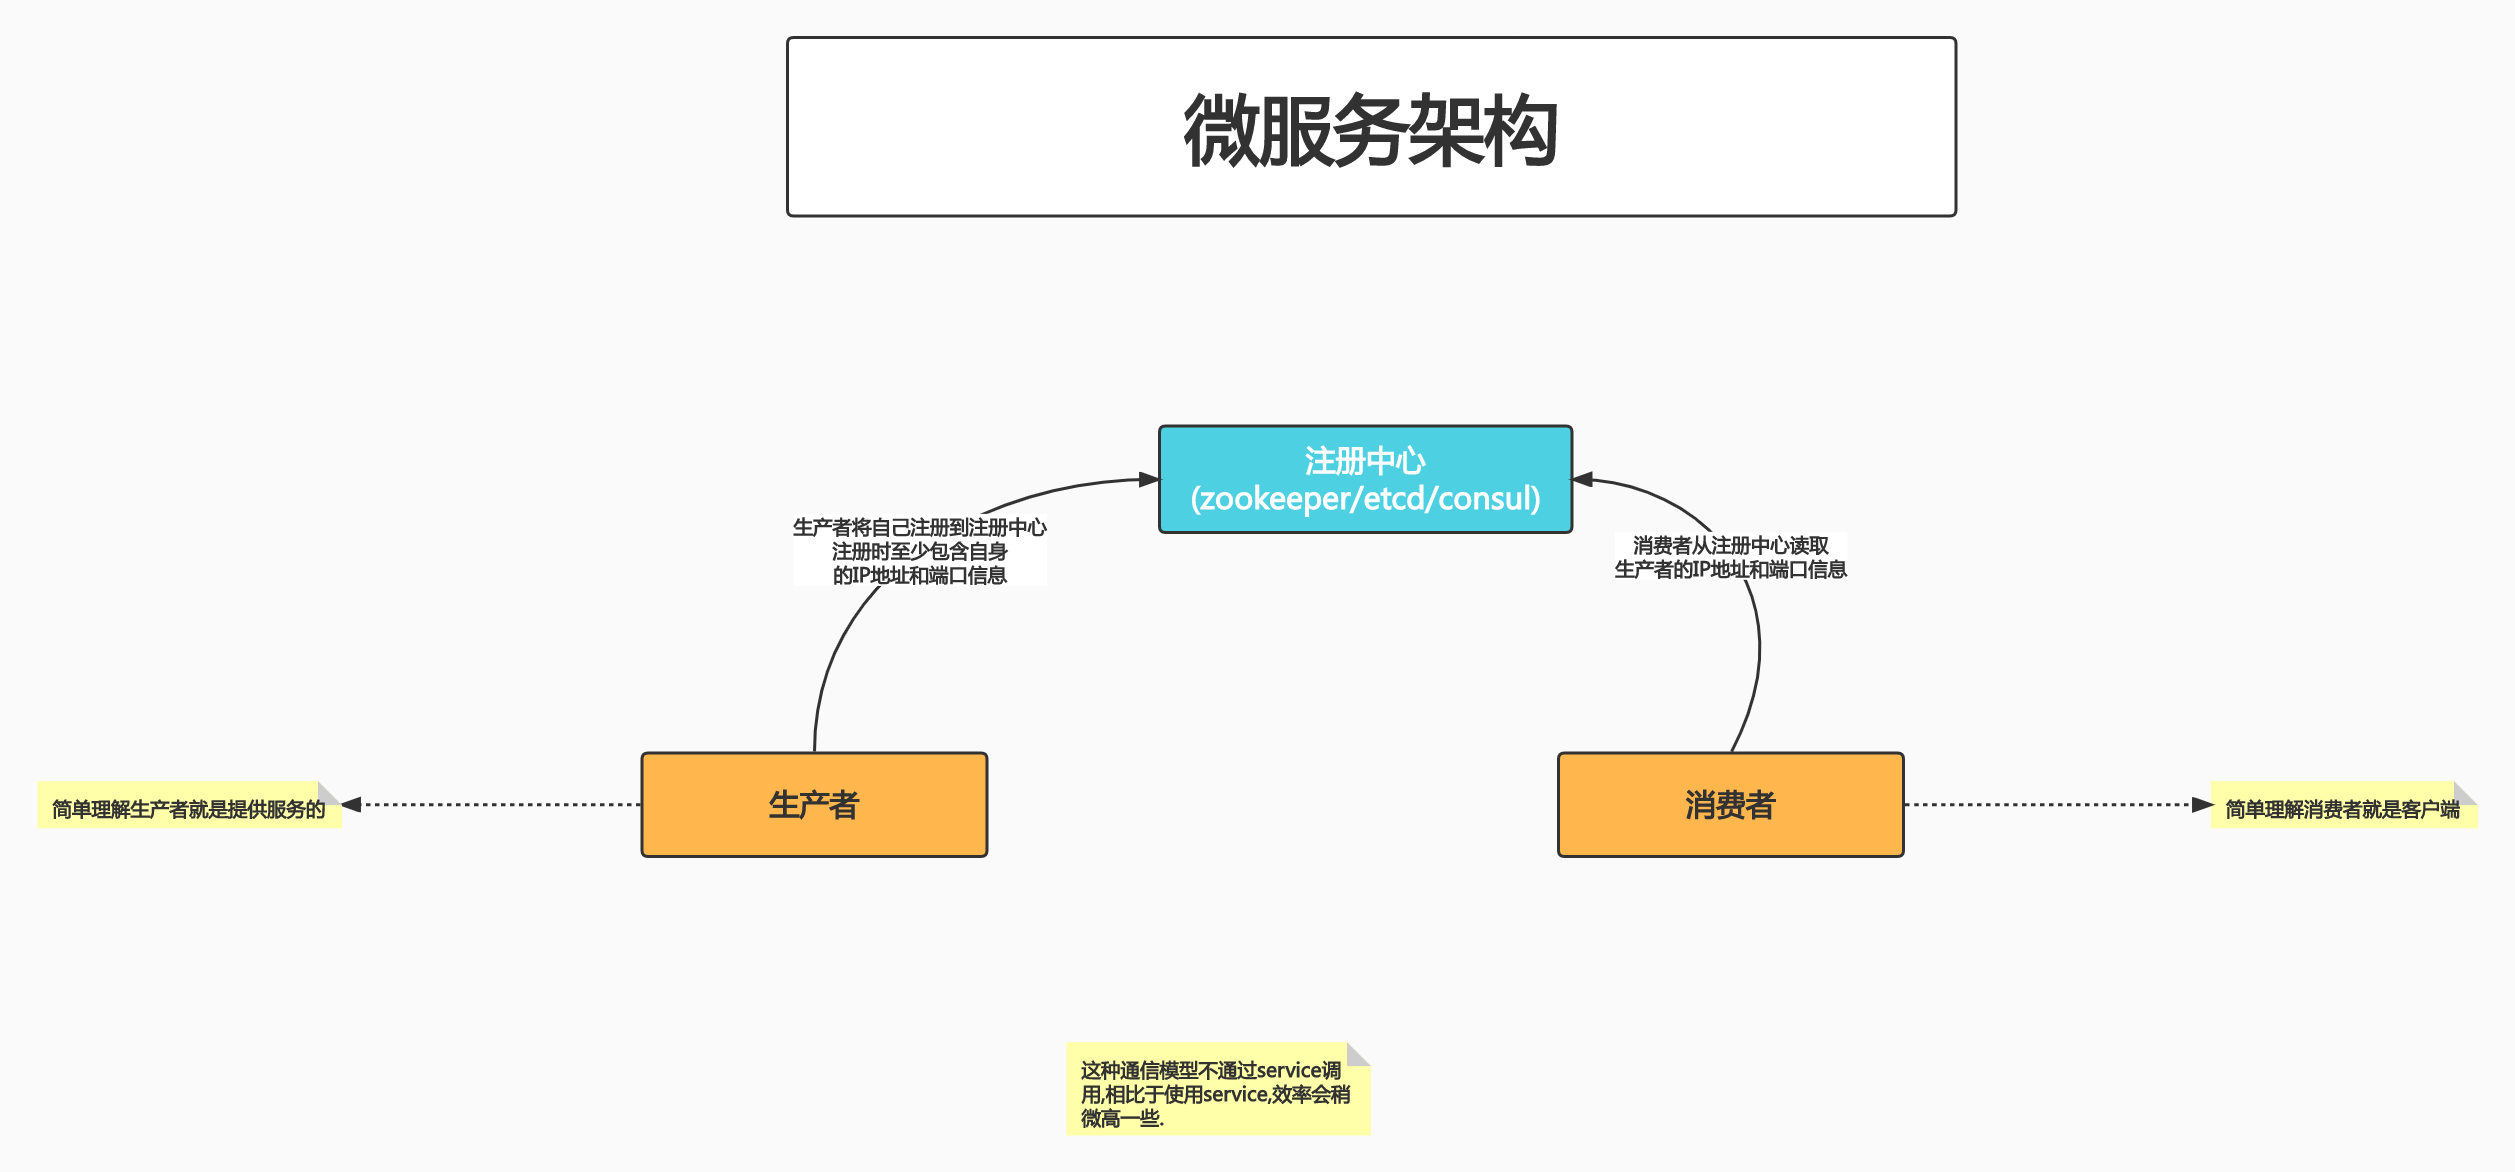 微服务架构
注册中心
(zookeeper/etcd/consul)
生产者将自己注册到注册中心
注册时至少包含自身
的IP地址和端口信息
消费者从注册中心读取
生产者的IP地址和端口信息
简单理解生产者就是提供服务的
生产者
消费者
简单理解消费者就是客户端
这种通信模型不通过service调
用,相比于使用service,效率会稍
微高一些.